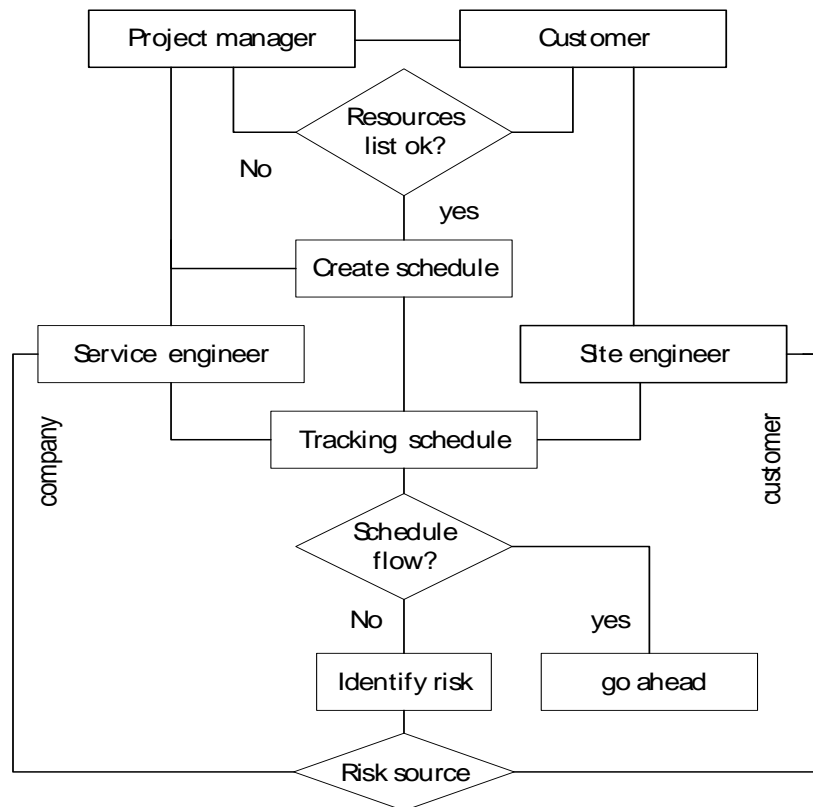 Project manager
Customer
Resources
list ok?
No
yes
Create schedule
Service engineer
Site engineer
company
customer
Tracking schedule
Schedule
flow?
No
yes
Identify risk
go ahead
Risk source